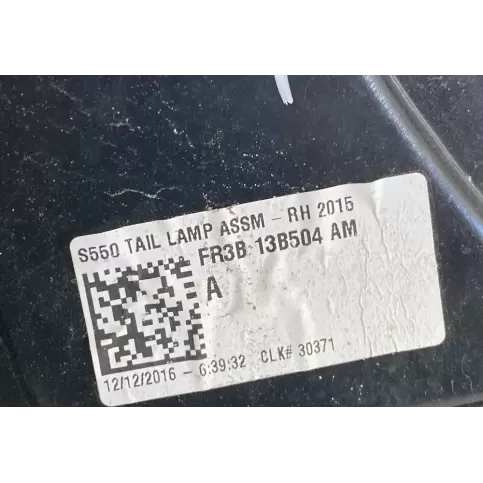 S550 TAIL LAMP ASSM - RH 2015
FR3B 13B504 AM
A
12/12/2016 - 6:39:32 CLK# 30371